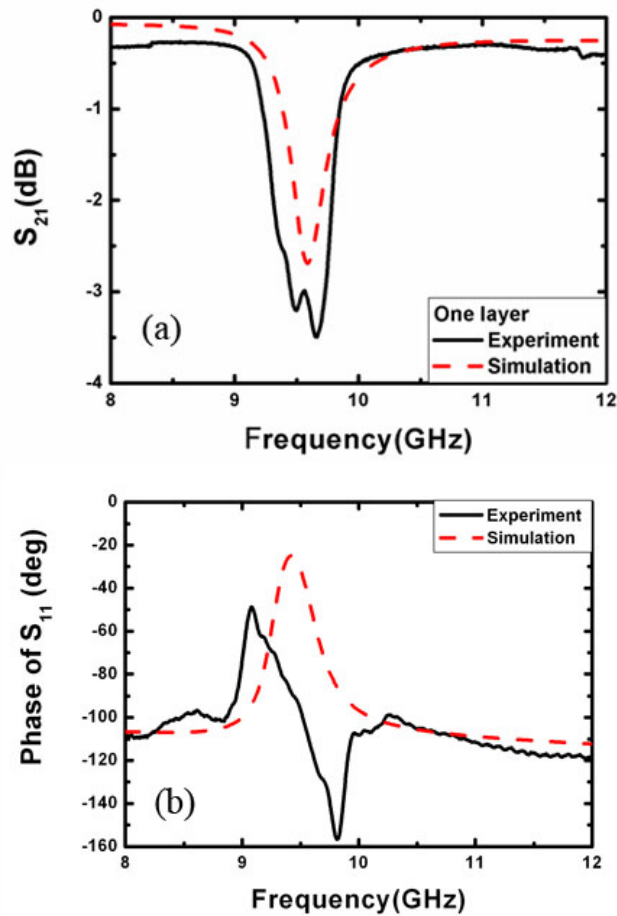 0
-1
-2
-3
-4
S21(dB)
(a)
One layer
Experiment
Simulation
8 9 10 11 12
Frequency(GHz)
0
-20
-40
-60
-80
-100
-120
-140
-160
Phase of S11 (deg)
Experiment
Simulation
(b)
8 9 10 11 12
Frequency(GHz)